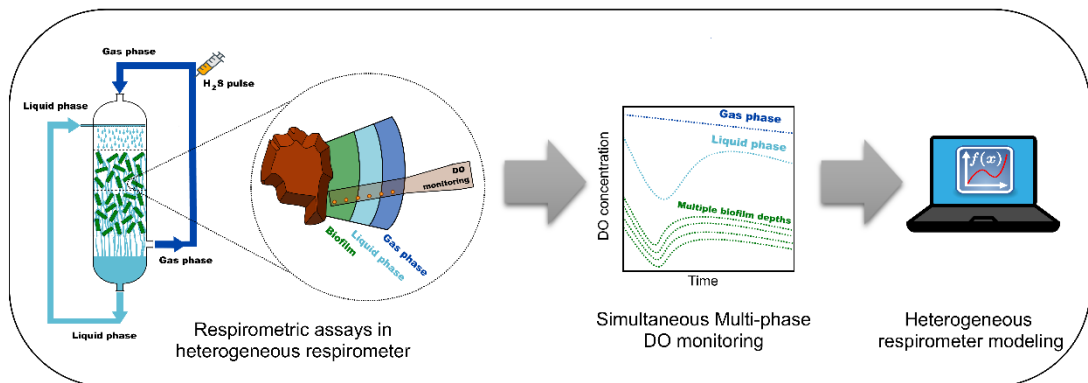 Gas phase
H₂S pulse
Liquid phase
Gas phase
Liquid phase
DO
monitoring
Biofilm
Liquid phase
Gas phase
Respirometric assays in
heterogeneous respirometer
Gas phase
Liquid phase
Multiple biofilm depths
DO concentration
Time
Simultaneous Multi-phase
DO monitoring
f(x)
Heterogeneous
respirometer modeling